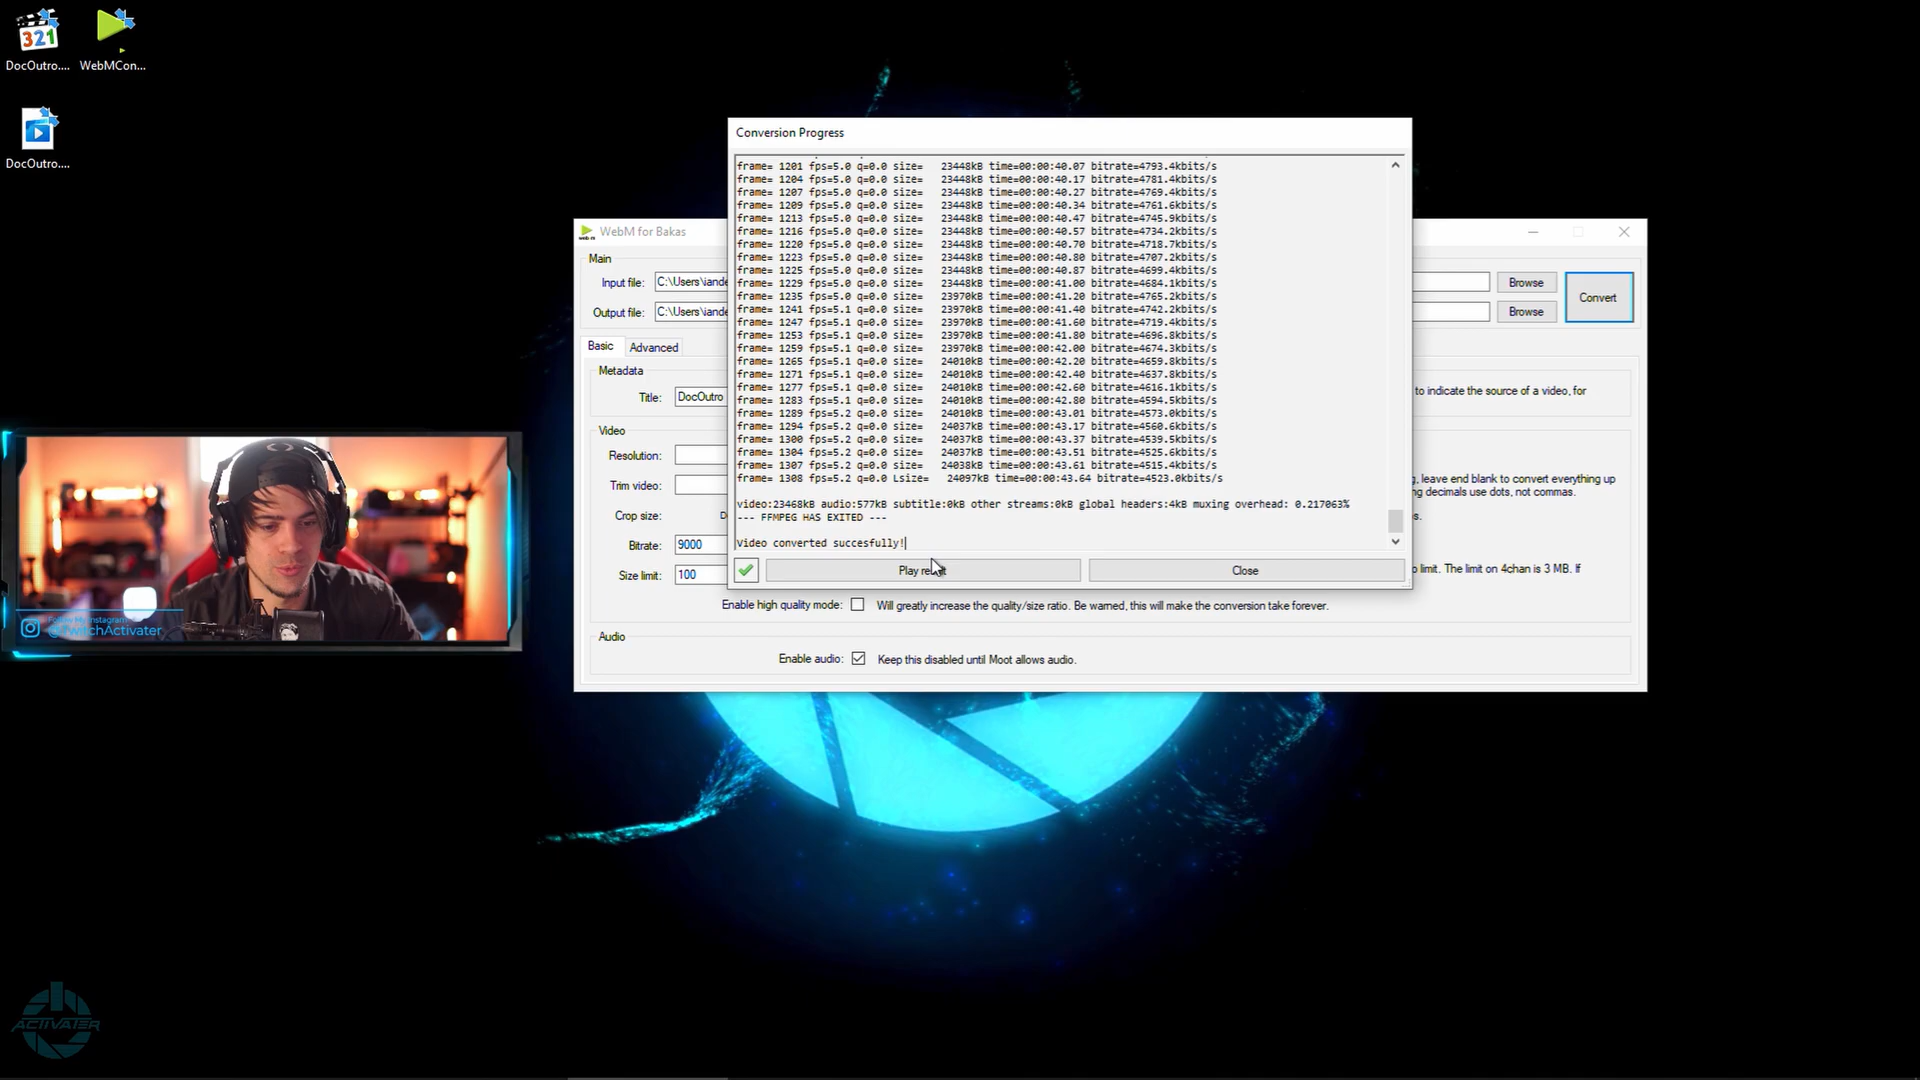 DocOutro....
WebMCon...
DocOutro....
WebM for Bakas
Main
Input file: C:\Users\iande
Browse
Convert
Output file: C:\Users\iande
Browse
Basic
Advanced
Metadata
Title: DocOutro
to indicate the source of a video, for
Video
Resolution:
Trim video:
, leave end blank to convert everything up
ng decimals use dots, not commas.
Crop size:
Bitrate: 9000
Size limit: 100
o limit. The limit on 4chan is 3 MB. If
Enable high quality mode: Will greatly increase the quality/size ratio. Be warned, this will make the conversion take forever.
Audio
Enable audio: Keep this disabled until Moot allows audio.
Conversion Progress
frame= 1201 fps=5.0 q=0.0 size= 23448kB time=00:00:40.07 bitrate=4793.4kbits/s
frame= 1204 fps=5.0 q=0.0 size= 23448kB time=00:00:40.17 bitrate=4781.4kbits/s
frame= 1207 fps=5.0 q=0.0 size= 23448kB time=00:00:40.27 bitrate=4769.4kbits/s
frame= 1209 fps=5.0 q=0.0 size= 23448kB time=00:00:40.34 bitrate=4761.6kbits/s
frame= 1213 fps=5.0 q=0.0 size= 23448kB time=00:00:40.47 bitrate=4745.9kbits/s
frame= 1216 fps=5.0 q=0.0 size= 23448kB time=00:00:40.57 bitrate=4734.2kbits/s
frame= 1220 fps=5.0 q=0.0 size= 23448kB time=00:00:40.70 bitrate=4718.7kbits/s
frame= 1223 fps=5.0 q=0.0 size= 23448kB time=00:00:40.80 bitrate=4707.2kbits/s
frame= 1225 fps=5.0 q=0.0 size= 23448kB time=00:00:40.87 bitrate=4699.4kbits/s
frame= 1229 fps=5.0 q=0.0 size= 23448kB time=00:00:41.00 bitrate=4684.1kbits/s
frame= 1235 fps=5.0 q=0.0 size= 23970kB time=00:00:41.20 bitrate=4765.2kbits/s
frame= 1241 fps=5.1 q=0.0 size= 23970kB time=00:00:41.40 bitrate=4742.2kbits/s
frame= 1247 fps=5.1 q=0.0 size= 23970kB time=00:00:41.60 bitrate=4719.4kbits/s
frame= 1253 fps=5.1 q=0.0 size= 23970kB time=00:00:41.80 bitrate=4696.8kbits/s
frame= 1259 fps=5.1 q=0.0 size= 23970kB time=00:00:42.00 bitrate=4674.3kbits/s
frame= 1265 fps=5.1 q=0.0 size= 24010kB time=00:00:42.20 bitrate=4659.8kbits/s
frame= 1271 fps=5.1 q=0.0 size= 24010kB time=00:00:42.40 bitrate=4637.8kbits/s
frame= 1277 fps=5.1 q=0.0 size= 24010kB time=00:00:42.60 bitrate=4616.1kbits/s
frame= 1283 fps=5.1 q=0.0 size= 24010kB time=00:00:42.80 bitrate=4594.5kbits/s
frame= 1289 fps=5.2 q=0.0 size= 24010kB time=00:00:43.01 bitrate=4573.0kbits/s
frame= 1294 fps=5.2 q=0.0 size= 24037kB time=00:00:43.17 bitrate=4560.6kbits/s
frame= 1300 fps=5.2 q=0.0 size= 24037kB time=00:00:43.37 bitrate=4539.5kbits/s
frame= 1304 fps=5.2 q=0.0 size= 24037kB time=00:00:43.51 bitrate=4525.6kbits/s
frame= 1307 fps=5.2 q=0.0 size= 24038kB time=00:00:43.61 bitrate=4515.4kbits/s
frame= 1308 fps=5.2 q=0.0 Lsize= 24097kB time=00:00:43.64 bitrate=4523.0kbits/s
video:23468kB audio:577kB subtitle:0kB other streams:0kB global headers:4kB muxing overhead: 0.217063%
--- FFMPEG HAS EXITED ---
Video converted succesfully!
Play re
Close
Follow My Instagram
@TwitchActivater
ACTIVATER